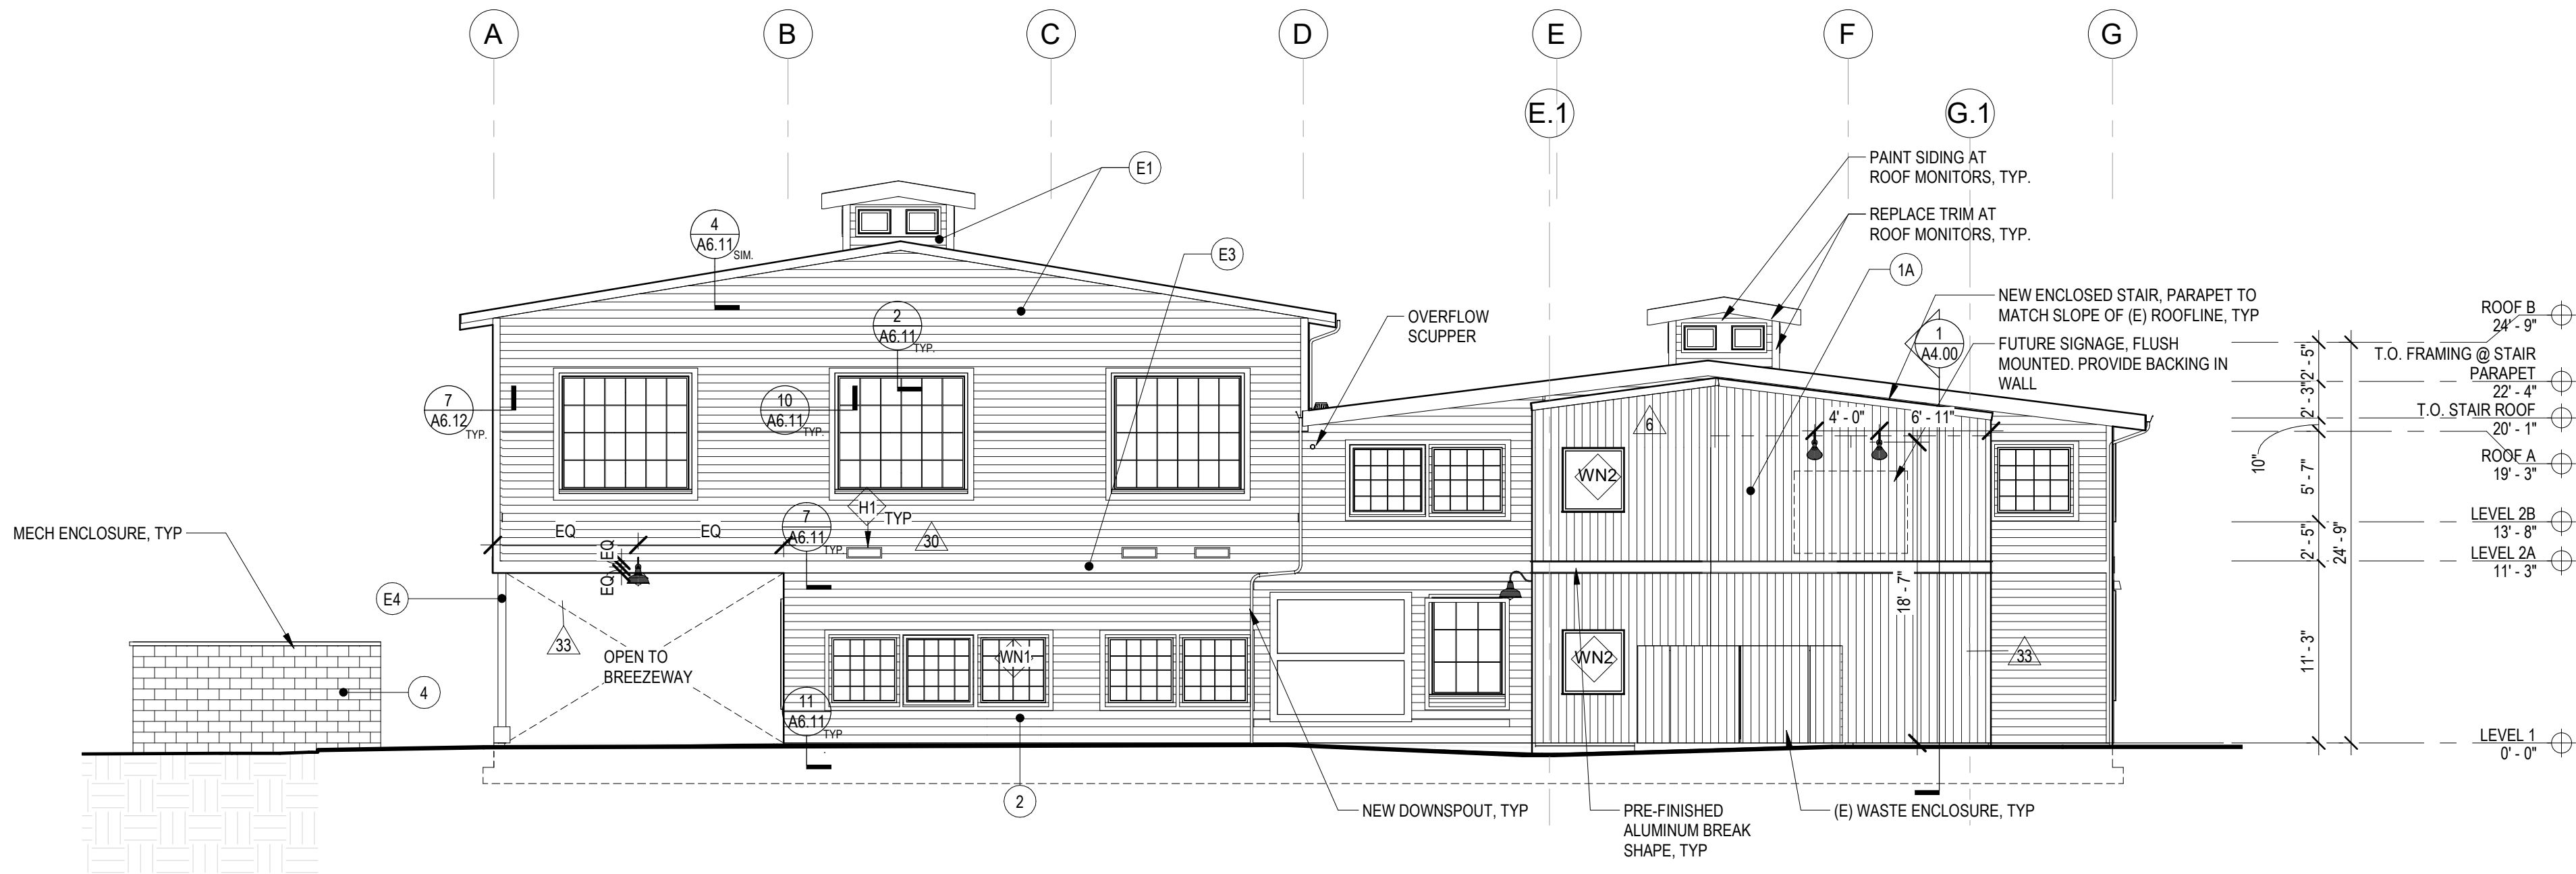 A
B
C
D
E
F
G
E.1
G.1
PAINT SIDING AT
ROOF MONITORS, TYP.
REPLACE TRIM AT
ROOF MONITORS, TYP.
E1
4
A6.11
SIM.
E3
1A
NEW ENCLOSED STAIR, PARAPET TO
MATCH SLOPE OF (E) ROOFLINE, TYP
FUTURE SIGNAGE, FLUSH
MOUNTED. PROVIDE BACKING IN
WALL
1
A4.00
OVERFLOW
SCUPPER
2
A6.11
TYP.
7
A6.12
TYP.
10
A6.11
TYP.
6
4' - 0"
6' - 11"
WN2
H1
TYP
30
7
A6.11
TYP
EQ
EQ
EQ
EQ
MECH ENCLOSURE, TYP
E4
33
OPEN TO
BREEZEWAY
4
WN1
11
A6.11
TYP
2
WN2
18' - 7"
33
NEW DOWNSPOUT, TYP
PRE-FINISHED
ALUMINUM BREAK
SHAPE, TYP
(E) WASTE ENCLOSURE, TYP
ROOF B
24' - 9"
T.O. FRAMING @ STAIR
PARAPET
22' - 4"
T.O. STAIR ROOF
20' - 1"
ROOF A
19' - 3"
LEVEL 2B
13' - 8"
LEVEL 2A
11' - 3"
LEVEL 1
0' - 0"
2' - 5"
2' - 3"
10"
5' - 7"
2' - 5"
24' - 9"
11' - 3"